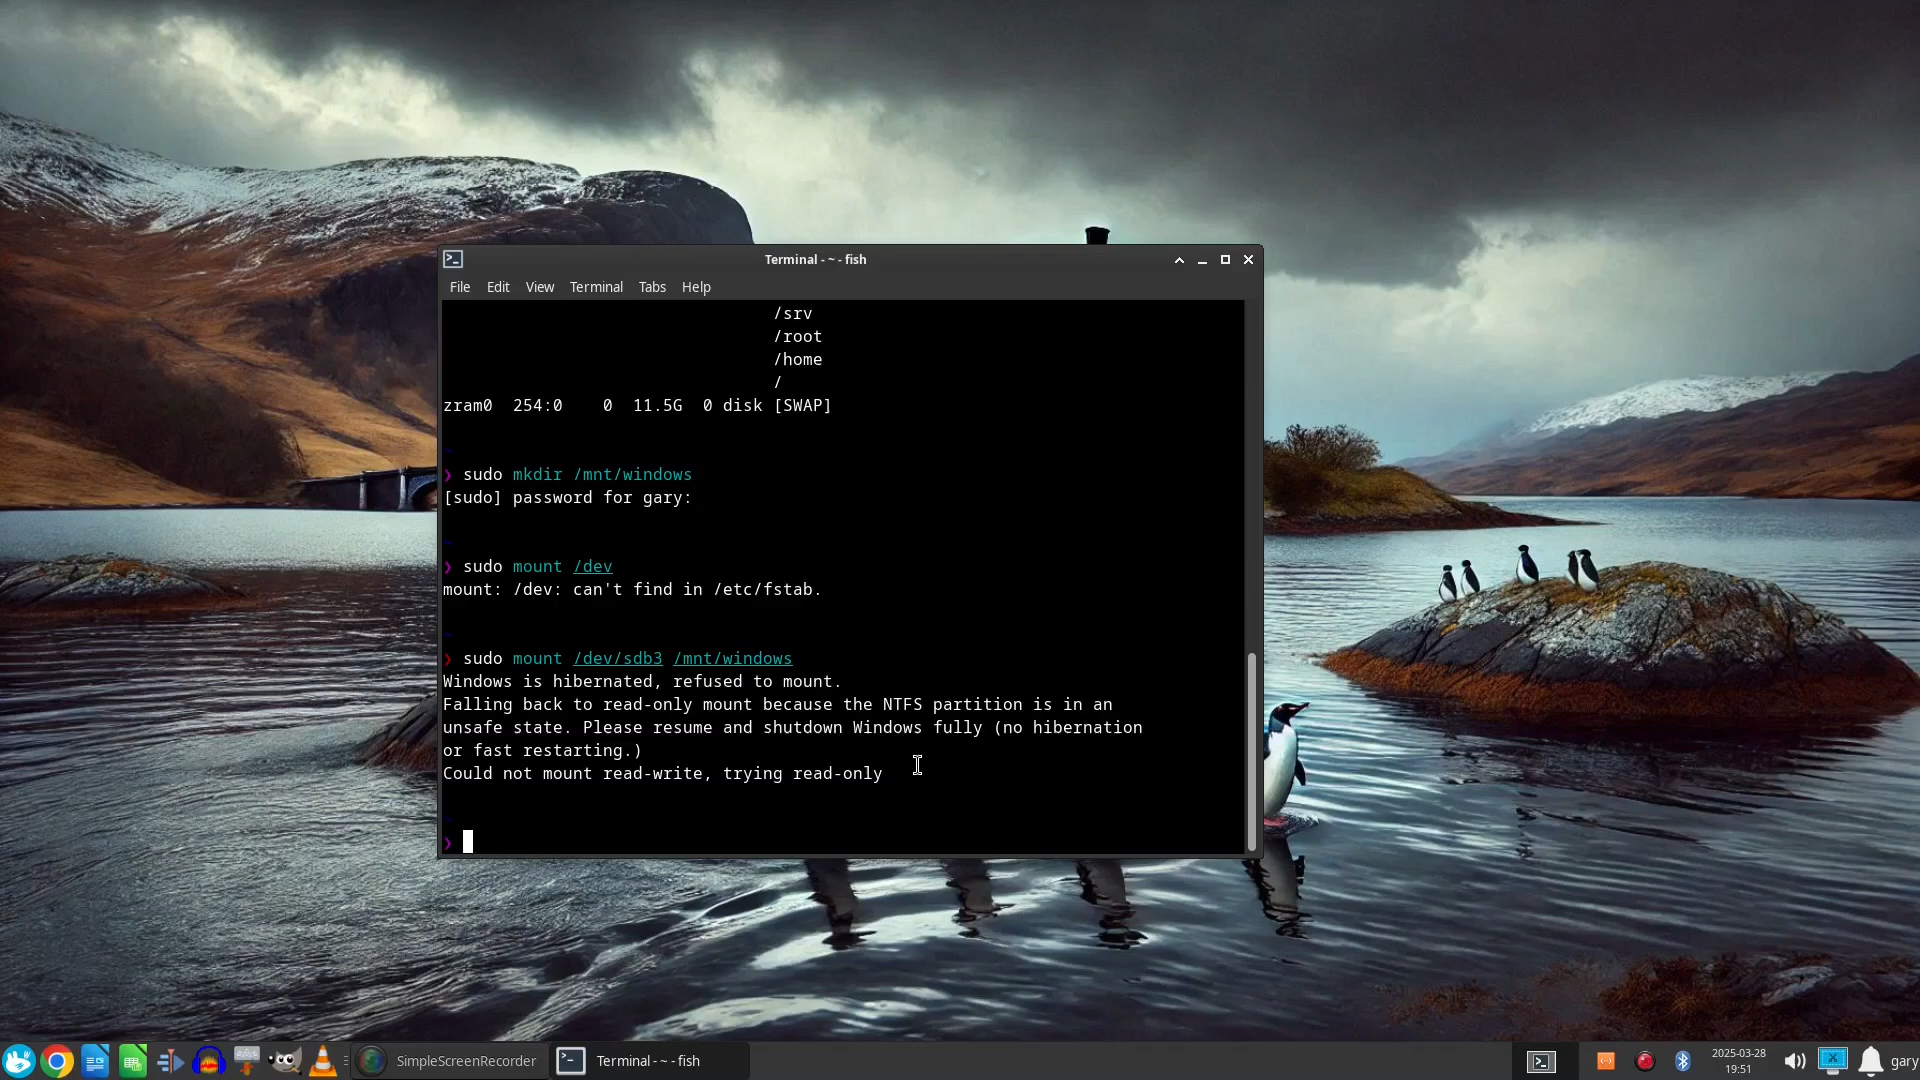 Terminal - ~ - fish
File Edit View Terminal Tabs Help
/srv
/root
/home
/
zram0 254:0 0 11.5G 0 disk [SWAP]
~
❯ sudo mkdir /mnt/windows
[sudo] password for gary:
~
❯ sudo mount /dev
mount: /dev: can't find in /etc/fstab.
~
❯ sudo mount /dev/sdb3 /mnt/windows
Windows is hibernated, refused to mount.
Falling back to read-only mount because the NTFS partition is in an
unsafe state. Please resume and shutdown Windows fully (no hibernation
or fast restarting.)
Could not mount read-write, trying read-only
~
❯
SimpleScreenRecorder
Terminal - ~ - fish
2025-03-28
19:51
gary